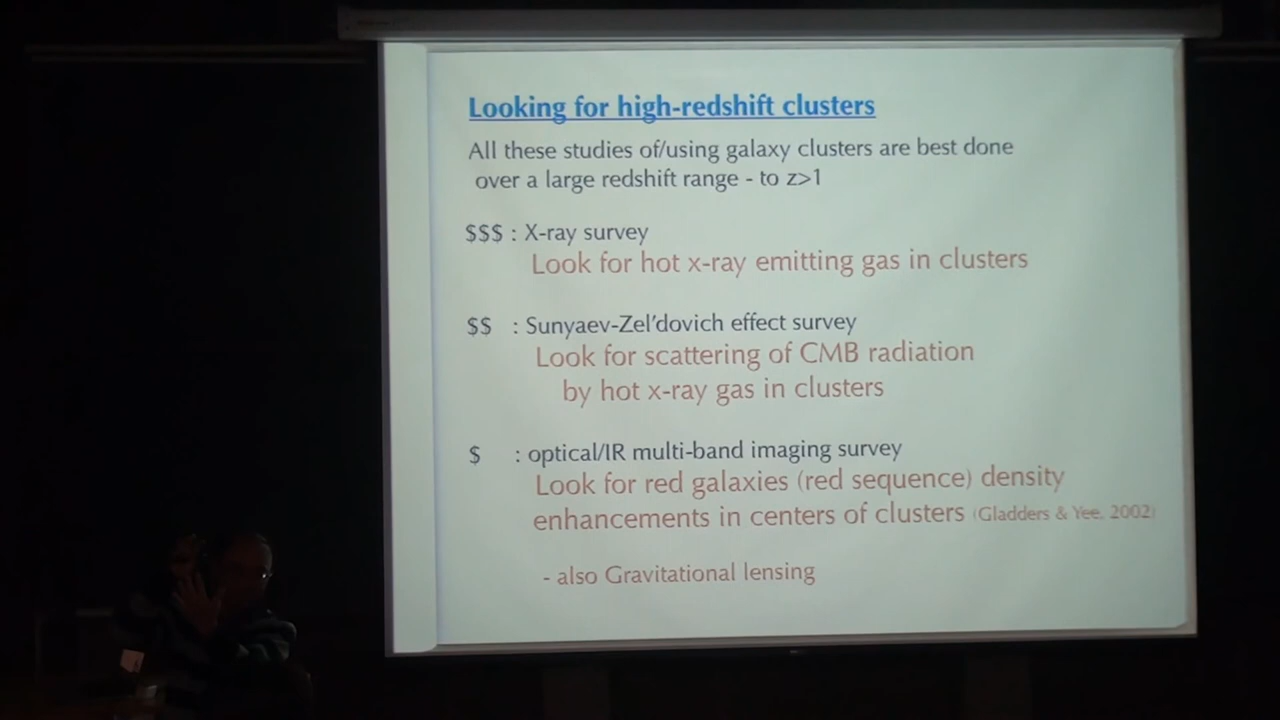 Looking for high-redshift clusters
All these studies of/using galaxy clusters are best done
over a large redshift range - to z>1
$$$ : X-ray survey
Look for hot x-ray emitting gas in clusters
$$ : Sunyaev-Zel'dovich effect survey
Look for scattering of CMB radiation
by hot x-ray gas in clusters
$ : optical/IR multi-band imaging survey
Look for red galaxies (red sequence) density
enhancements in centers of clusters (Gladders & Yee, 2002)
- also Gravitational lensing